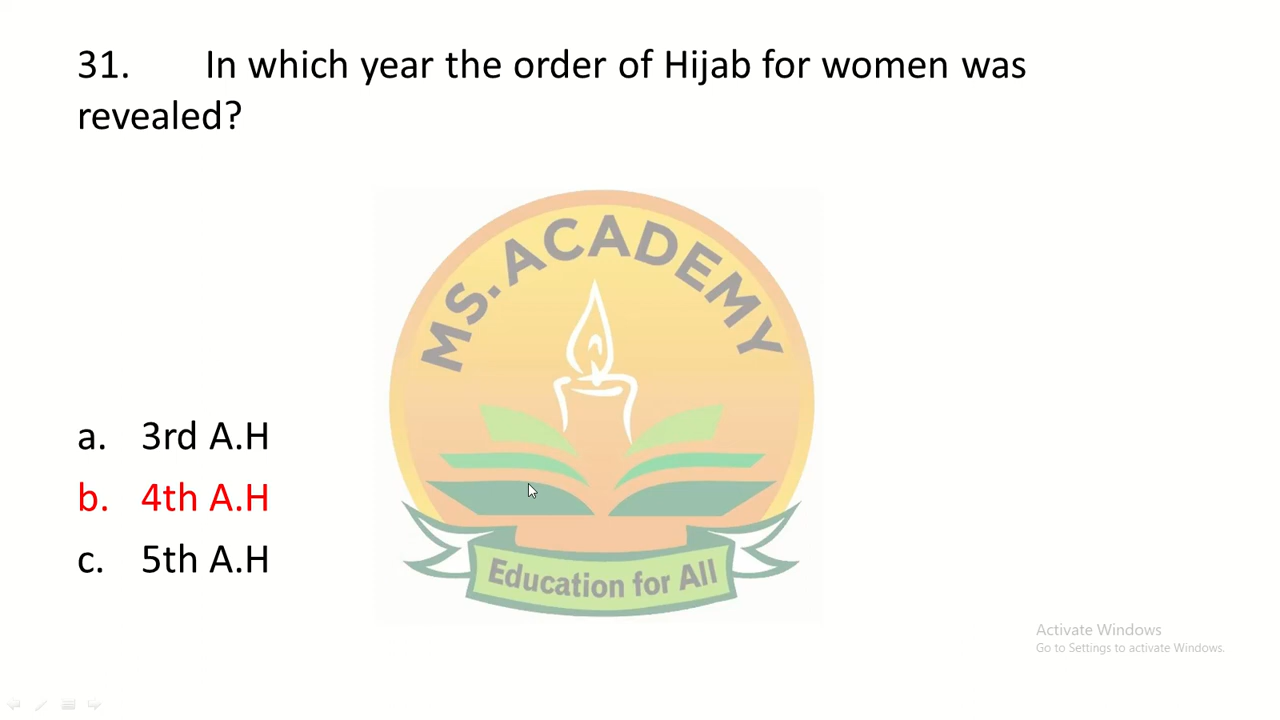 31. In which year the order of Hijab for women was
revealed?
MS. ACADEMY
a. 3rd A.H
b. 4th A.H
c. 5th A.H
Education for All
Activate Windows
Go to Settings to activate Windows.